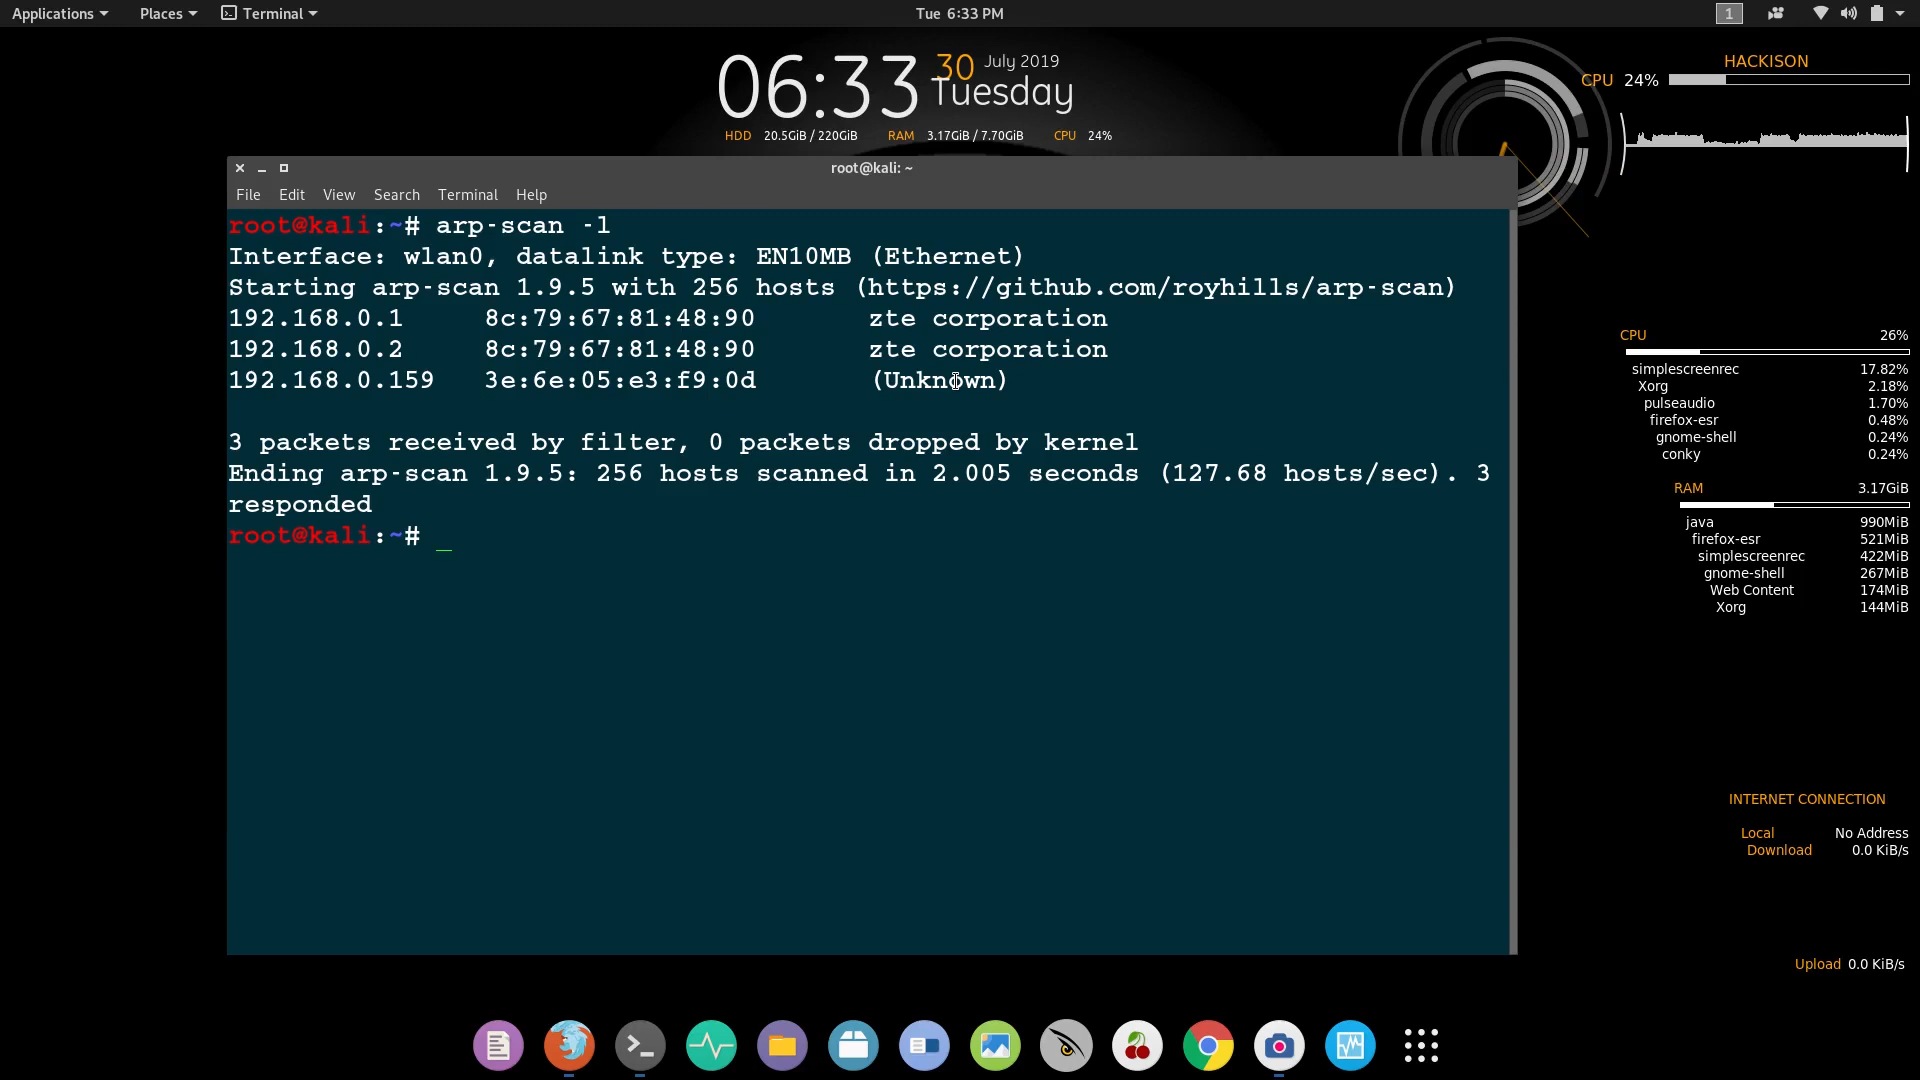 Applications Places Terminal Tue 6:33 PM 1
06:33 30 July 2019
Tuesday
HDD 20.5GiB / 220GiB RAM 3.17GiB / 7.70GiB CPU 24%
HACKISON
CPU 24%
root@kali: ~
File Edit View Search Terminal Help
root@kali:~# arp-scan -l
Interface: wlan0, datalink type: EN10MB (Ethernet)
Starting arp-scan 1.9.5 with 256 hosts (https://github.com/royhills/arp-scan)
192.168.0.1 8c:79:67:81:48:90 zte corporation
192.168.0.2 8c:79:67:81:48:90 zte corporation
192.168.0.159 3e:6e:05:e3:f9:0d (Unknown)
3 packets received by filter, 0 packets dropped by kernel
Ending arp-scan 1.9.5: 256 hosts scanned in 2.005 seconds (127.68 hosts/sec). 3
responded
root@kali:~# _
CPU 26%
simplescreenrec 17.82%
Xorg 2.18%
pulseaudio 1.70%
firefox-esr 0.48%
gnome-shell 0.24%
conky 0.24%
RAM 3.17GiB
java 990MiB
firefox-esr 521MiB
simplescreenrec 422MiB
gnome-shell 267MiB
Web Content 174MiB
Xorg 144MiB
INTERNET CONNECTION
Local No Address
Download 0.0 KiB/s
Upload 0.0 KiB/s